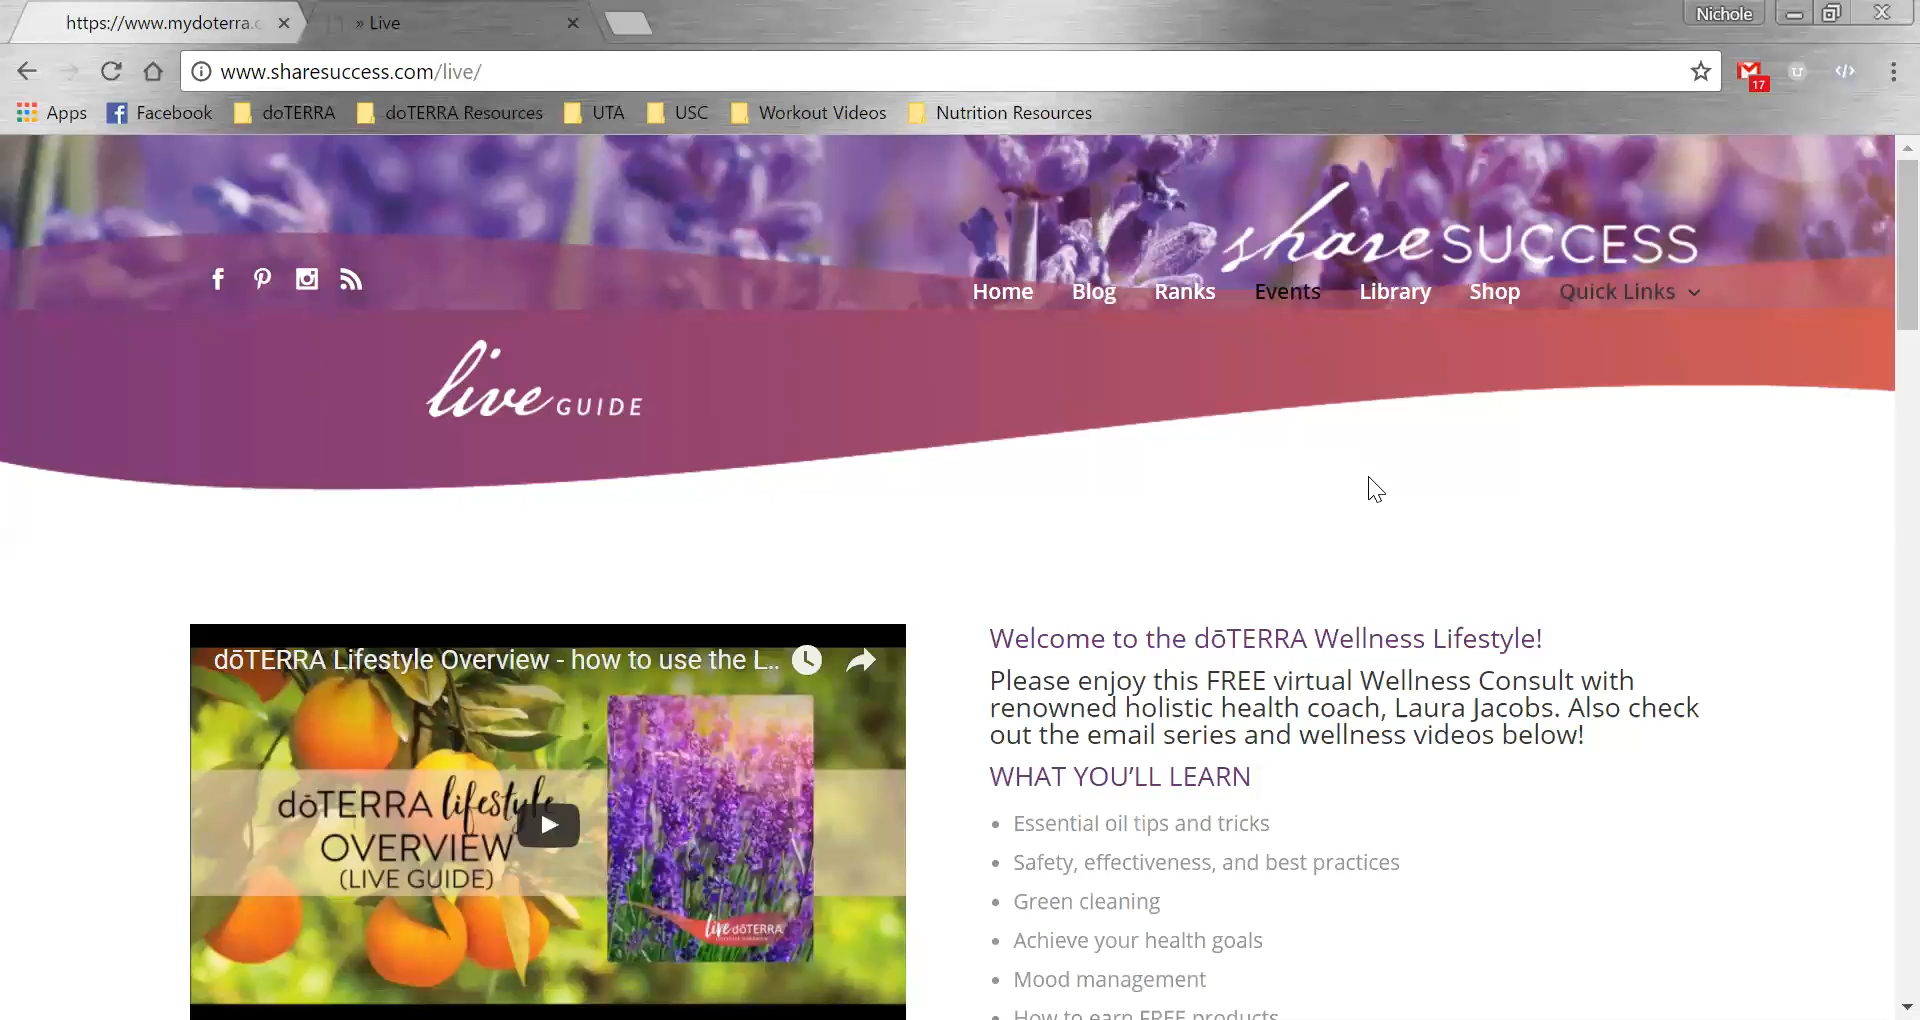 https://www.mydoterra.c
» Live
Nichole
www.sharesuccess.com/live/
17
Apps Facebook doTERRA doTERRA Resources UTA USC Workout Videos Nutrition Resources
share SUCCESS
Home Blog Ranks Events Library Shop Quick Links
live GUIDE
dōTERRA Lifestyle Overview - how to use the L...
dōTERRA lifestyle
OVERVIEW
(LIVE GUIDE)
live dōTERRA
Welcome to the dōTERRA Wellness Lifestyle!
Please enjoy this FREE virtual Wellness Consult with
renowned holistic health coach, Laura Jacobs. Also check
out the email series and wellness videos below!
WHAT YOU’LL LEARN
• Essential oil tips and tricks
• Safety, effectiveness, and best practices
• Green cleaning
• Achieve your health goals
• Mood management
• How to earn FREE products